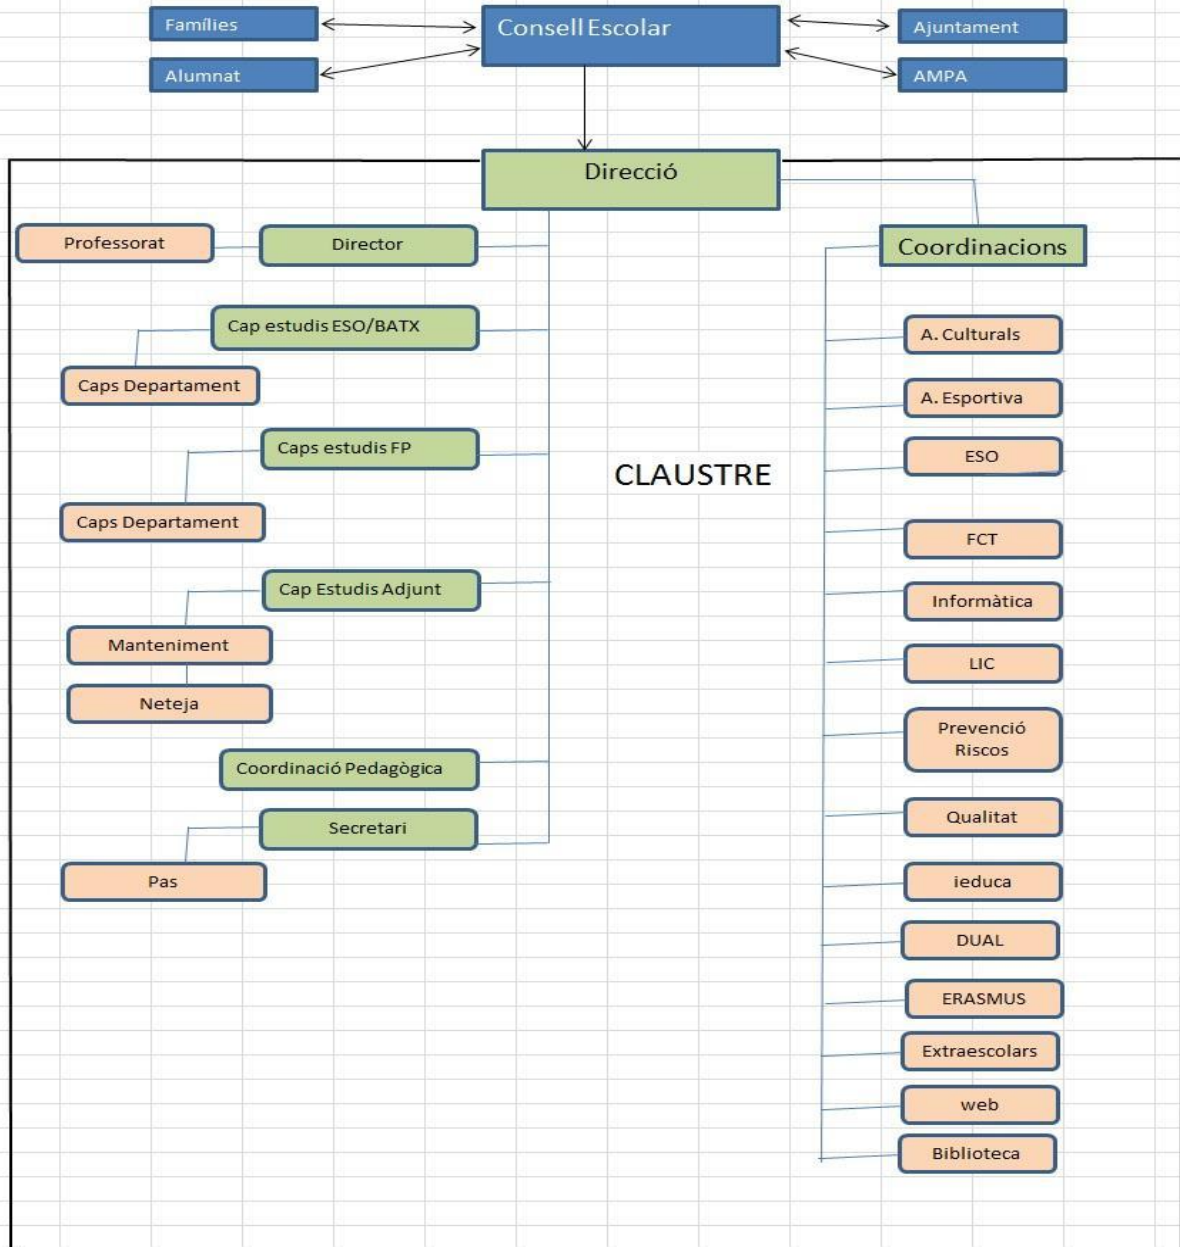 Famílies
Consell Escolar
Ajuntament
Alumnat
AMPA
Direcció
Professorat
Director
Coordinacions
Cap estudis ESO/BATX
A. Culturals
Caps Departament
A. Esportiva
Caps estudis FP
ESO
CLAUSTRE
Caps Departament
FCT
Cap Estudis Adjunt
Informàtica
Manteniment
LIC
Neteja
Prevenció
Riscos
Coordinació Pedagògica
Qualitat
Secretari
Pas
ieduca
DUAL
ERASMUS
Extraescolars
web
Biblioteca